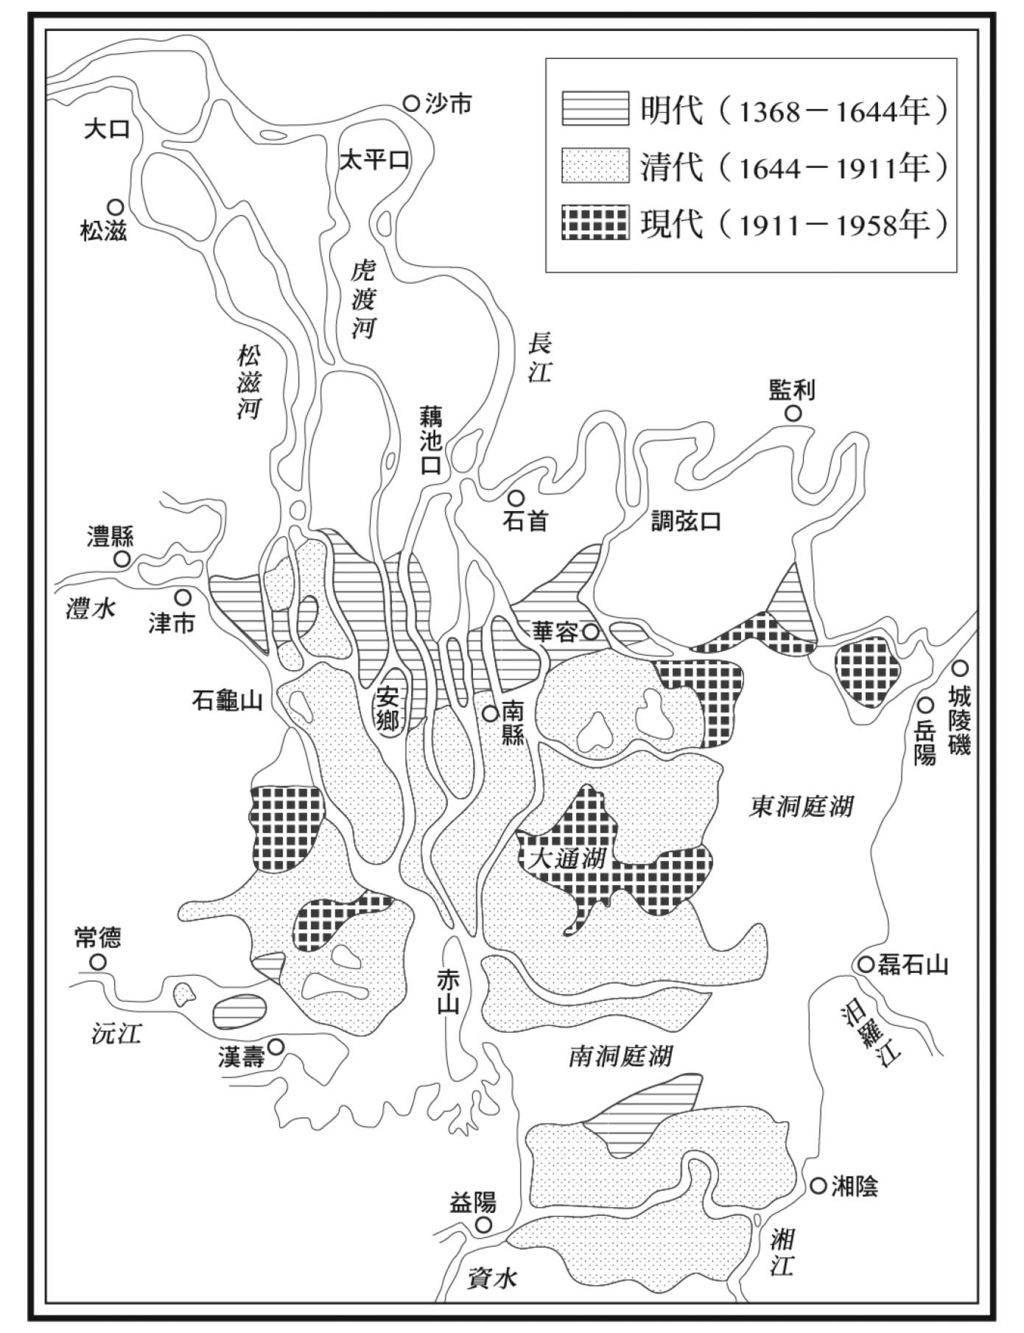 明代（1368－1644年）
清代（1644－1911年）
現代（1911－1958年）
沙市
大口
太平口
松滋
虎渡河
松滋河
長江
監利
藕池口
石首
調弦口
澧縣
澧水
津市
華容
石龜山
安鄉
南縣
城陵磯
岳陽
東洞庭湖
大通湖
常德
赤山
磊石山
汨羅江
沅江
漢壽
南洞庭湖
益陽
湘陰
湘江
資水